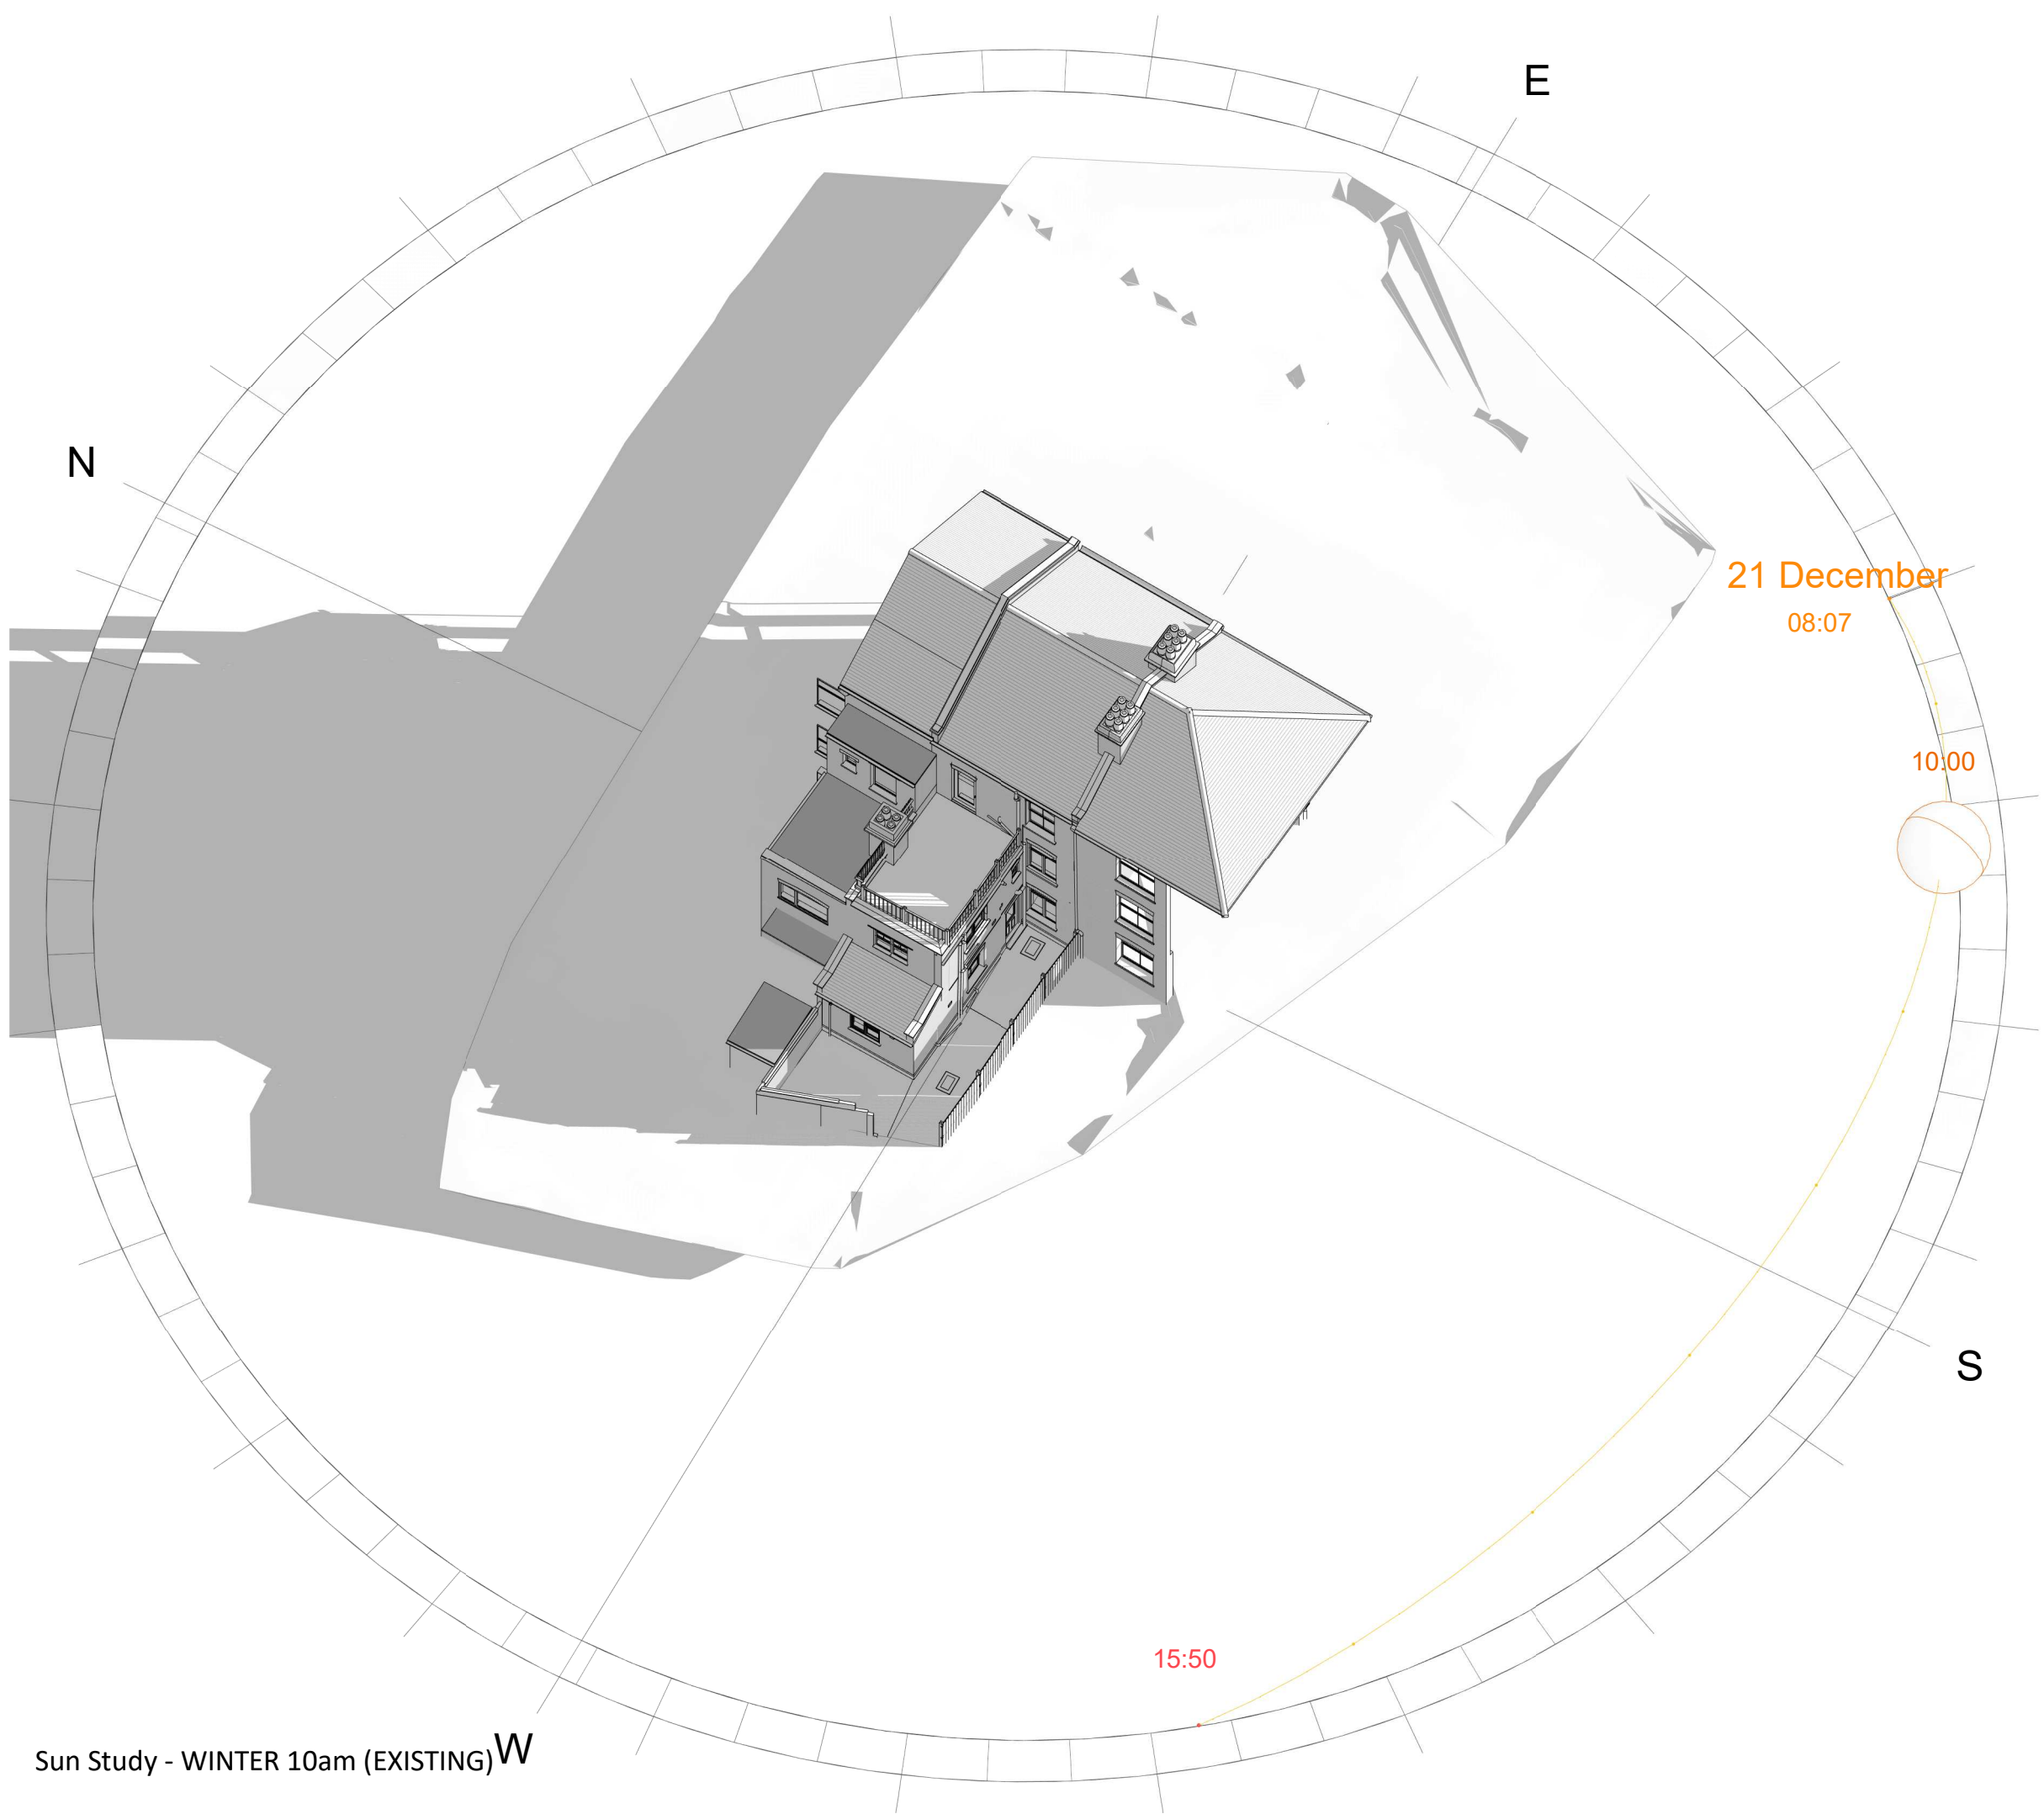 E
N
21 December
08:07
10:00
S
15:50
W
Sun Study - WINTER 10am (EXISTING)